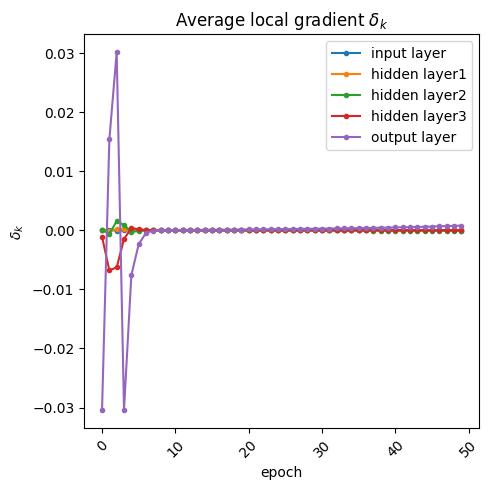 Average local gradient δₖ
input layer
hidden layer1
hidden layer2
hidden layer3
output layer
δₖ
0.03
0.02
0.01
0.00
−0.01
−0.02
−0.03
0
10
20
30
40
50
epoch